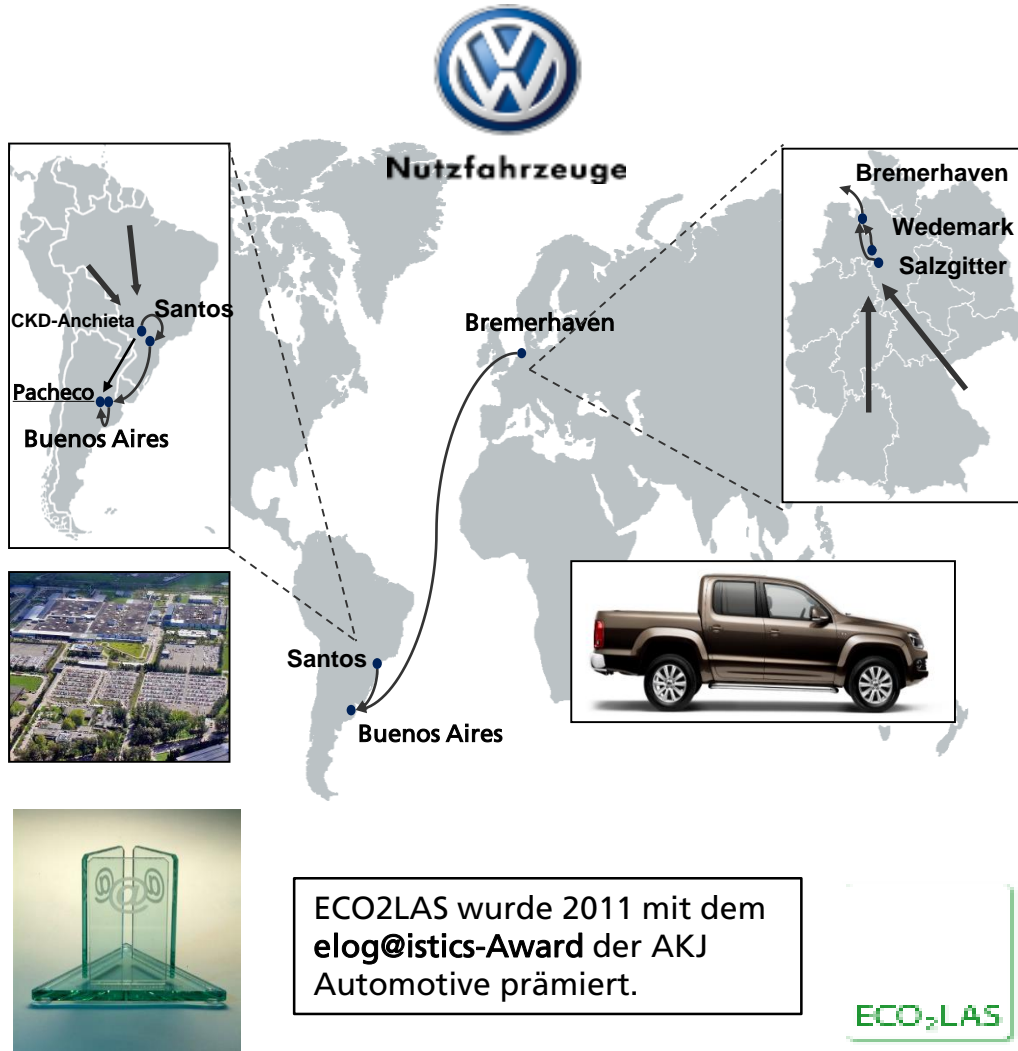 Nutzfahrzeuge
Bremerhaven
Wedemark
Salzgitter
Santos
CKD-Anchieta
Pacheco
Buenos Aires
Bremerhaven
Santos
Buenos Aires
@@@
ECO2LAS wurde 2011 mit dem
elog@istics-Award der AKJ
Automotive prämiert.
ECO₂LAS